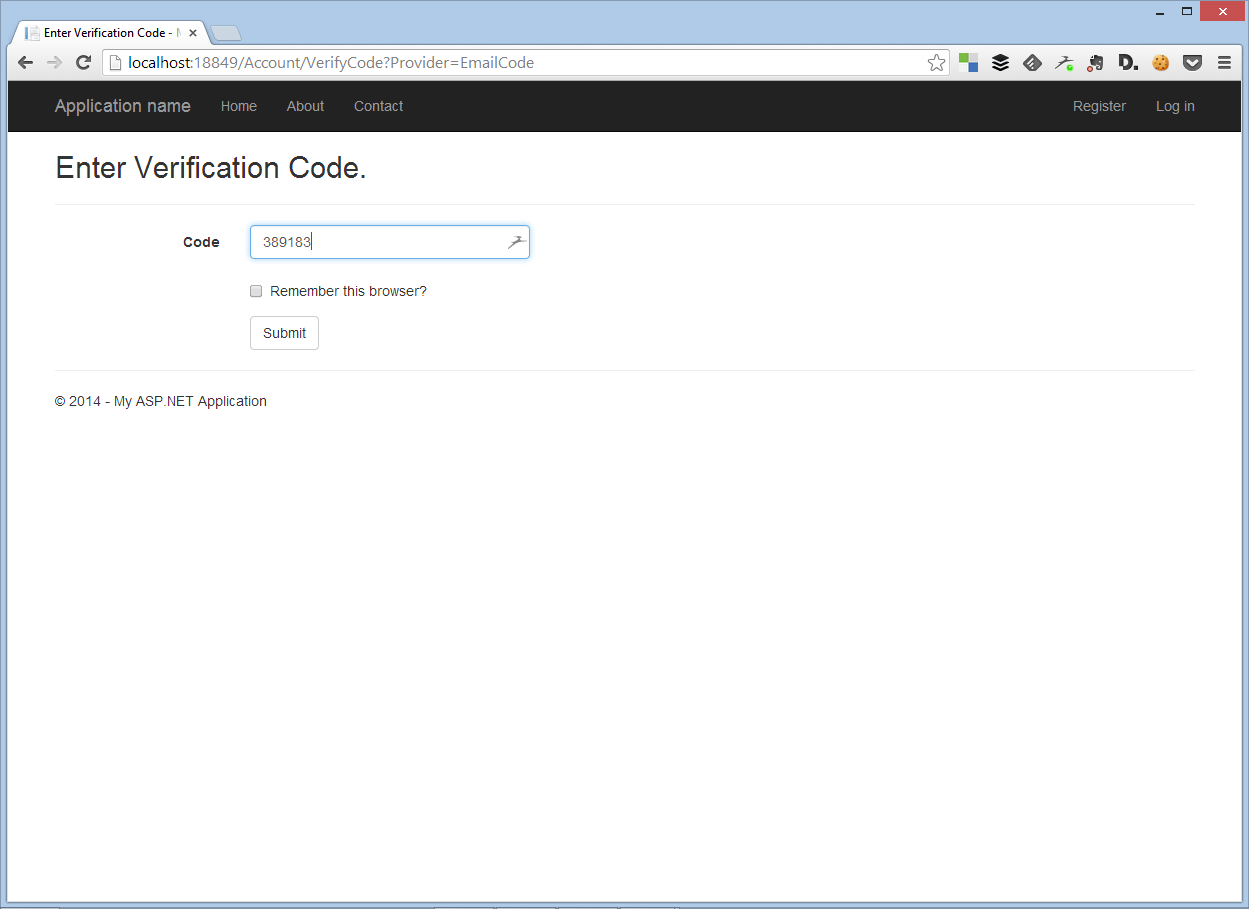 Enter Verification Code -
localhost:18849/Account/VerifyCode?Provider=EmailCode
D.
Application name Home About Contact Register Log in
Enter Verification Code.
Code 389183
Remember this browser?
Submit
© 2014 - My ASP.NET Application